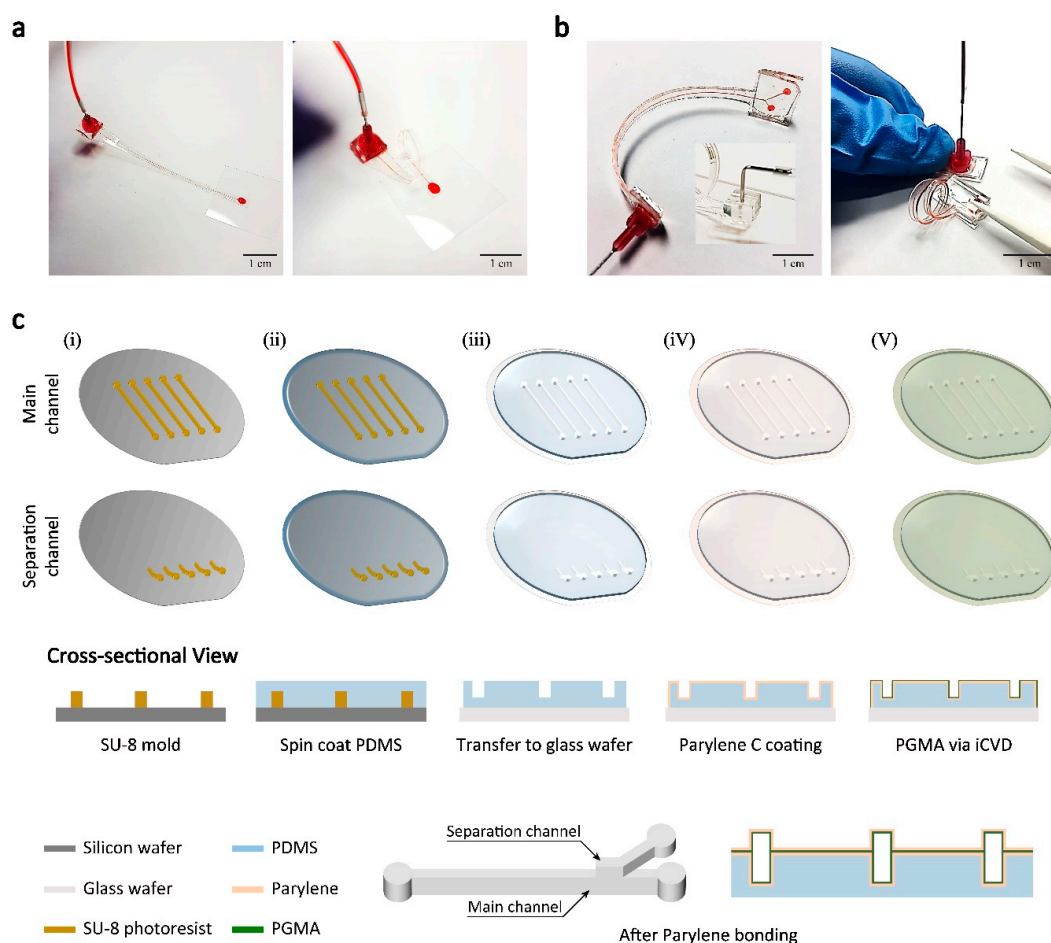 a
b
1 cm
1 cm
1 cm
1 cm
c
(i)
(ii)
(iii)
(iV)
(V)
Main
channel
Separation
channel
Cross-sectional View
SU-8 mold
Spin coat PDMS
Transfer to glass wafer
Parylene C coating
PGMA via iCVD
Silicon wafer
PDMS
Glass wafer
Parylene
SU-8 photoresist
PGMA
Separation channel
Main channel
After Parylene bonding